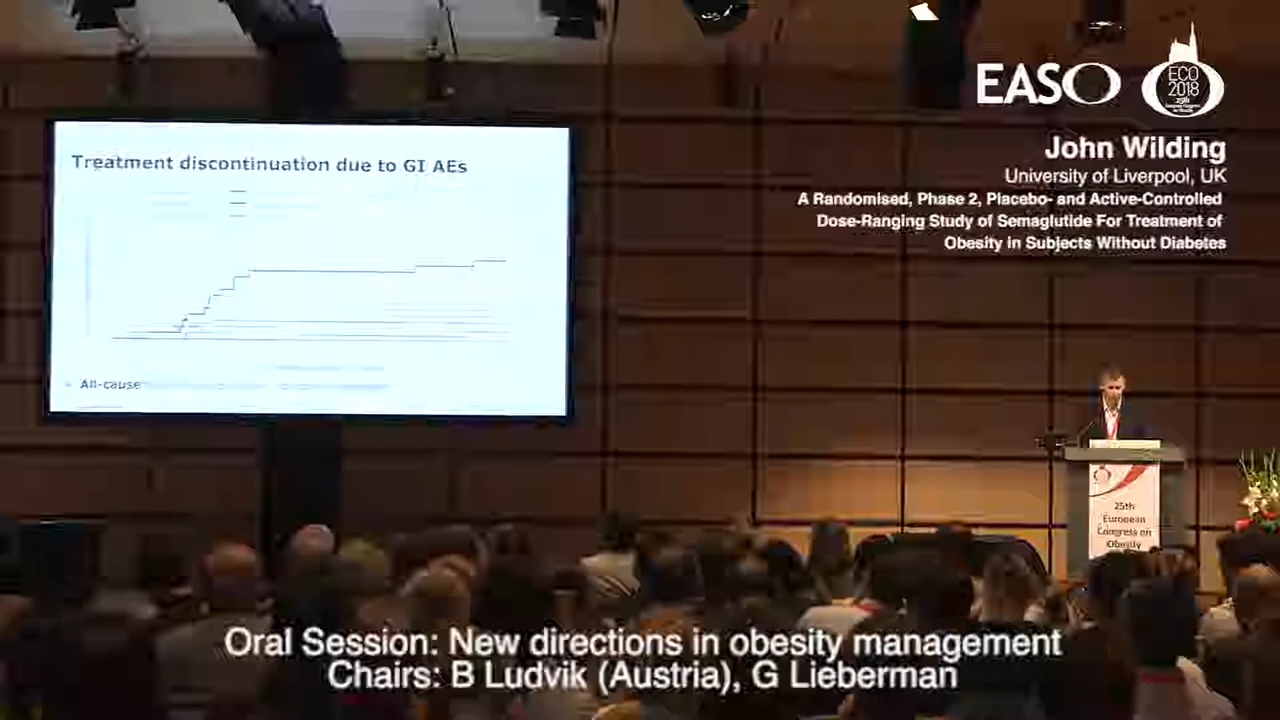 EASO
ECO
2018
John Wilding
University of Liverpool, UK
A Randomised, Phase 2, Placebo- and Active-Controlled
Dose-Ranging Study of Semaglutide For Treatment of
Obesity in Subjects Without Diabetes
Treatment discontinuation due to GI AEs
All-cause
25th
European
Congress on
Obesity
Oral Session: New directions in obesity management
Chairs: B Ludvik (Austria), G Lieberman